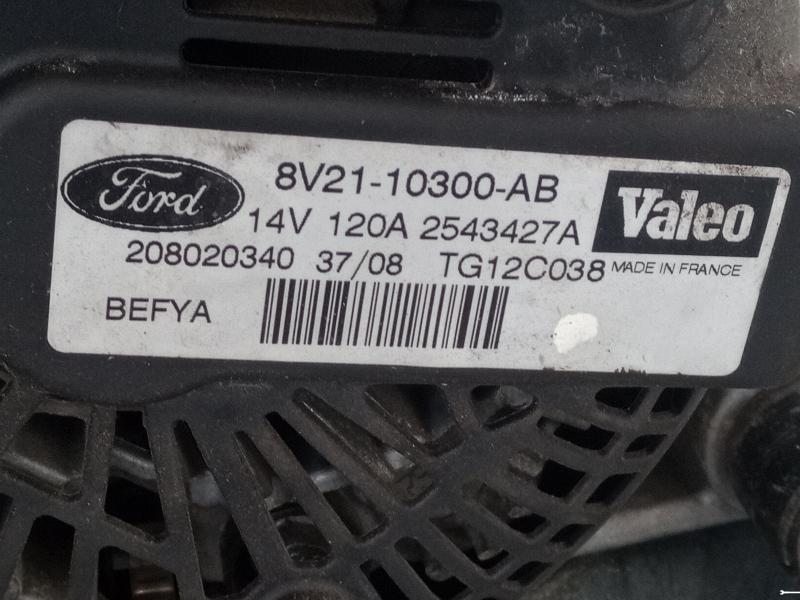 Ford
8V21-10300-AB
Valeo
14V 120A 2543427A
208020340 37/08 TG12C038
MADE IN FRANCE
BEFYA